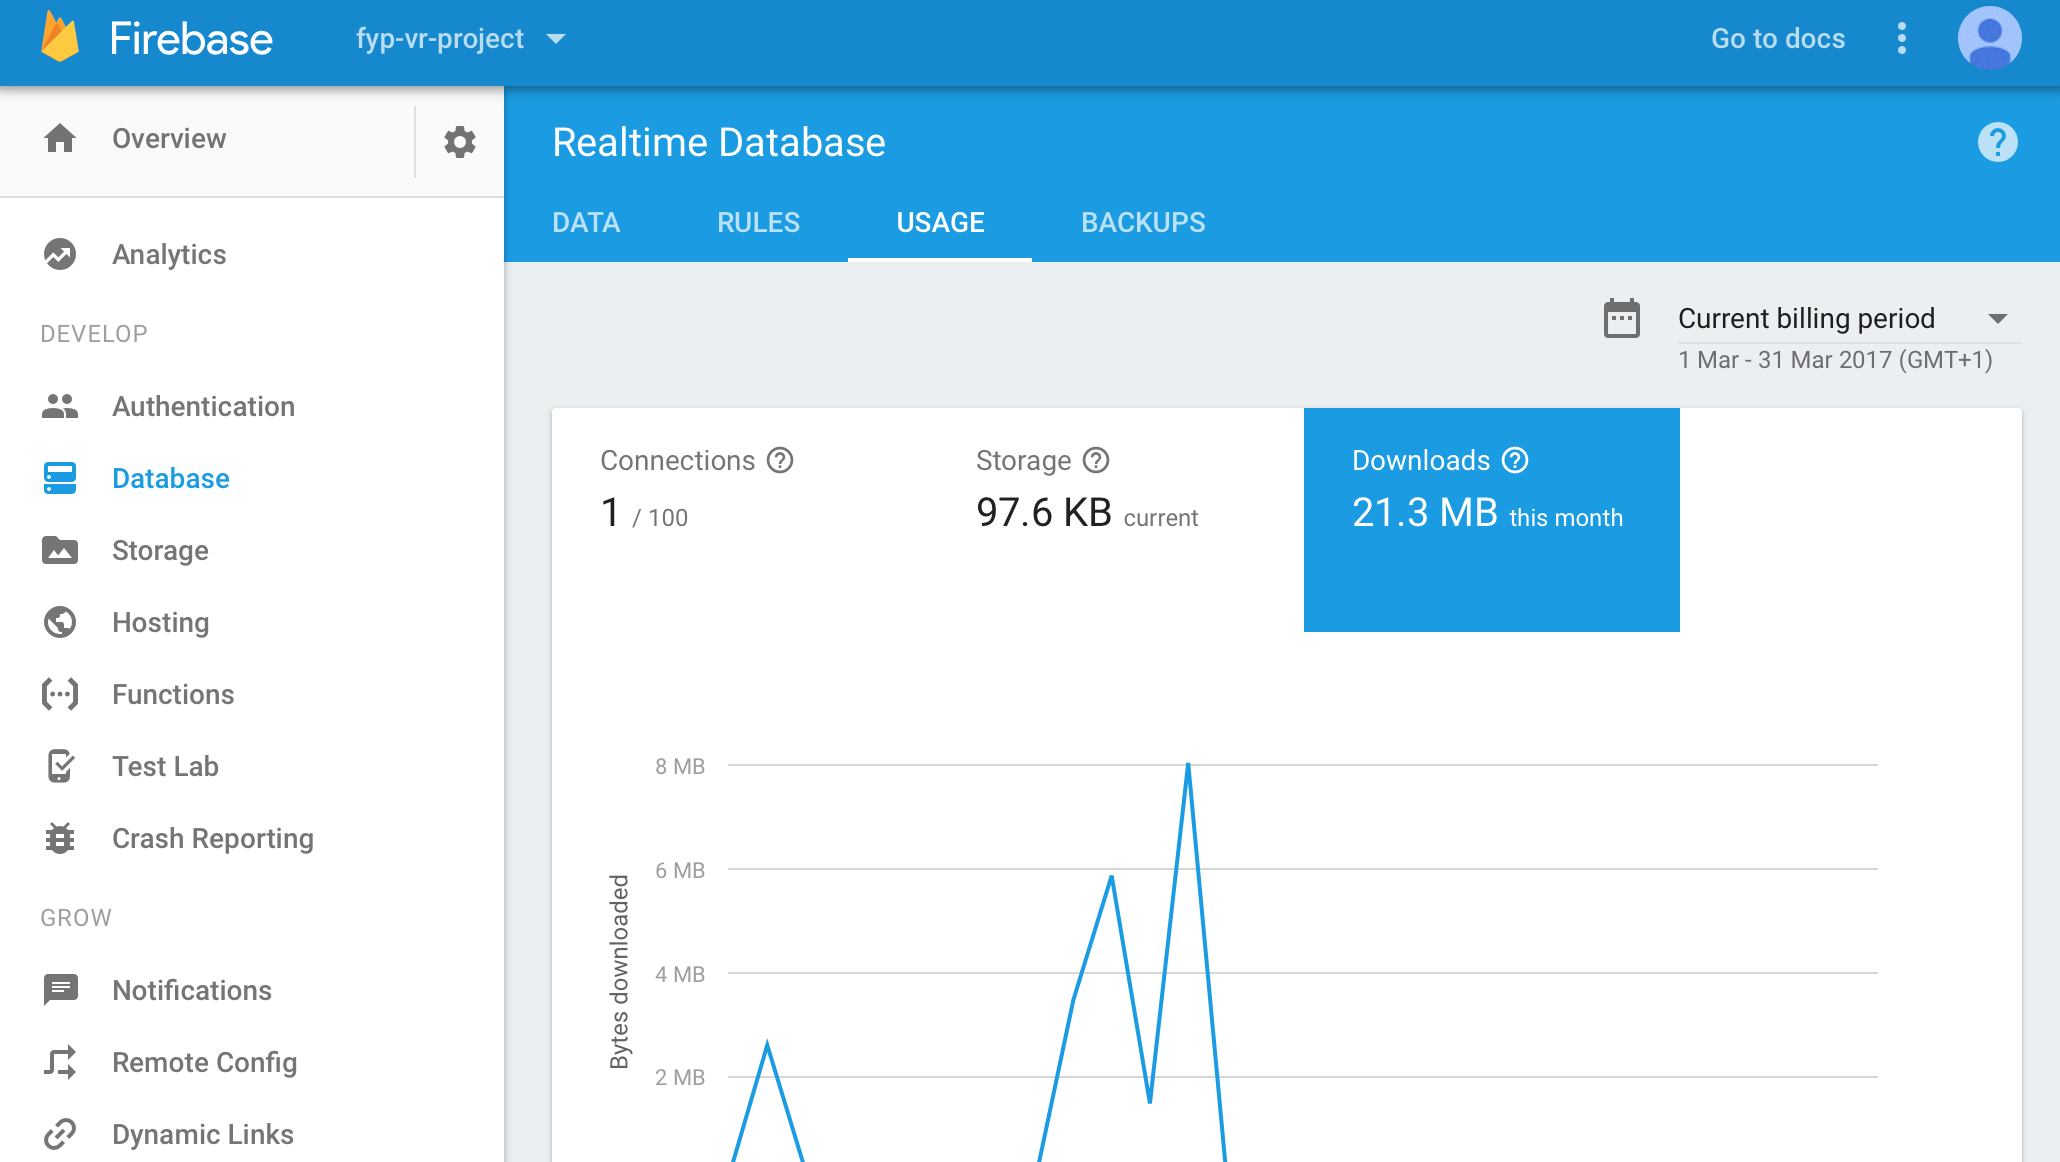 Firebase
fyp-vr-project
Go to docs
Overview
Analytics
DEVELOP
Authentication
Database
Storage
Hosting
Functions
Test Lab
Crash Reporting
GROW
Notifications
Remote Config
Dynamic Links
Realtime Database
DATA RULES USAGE BACKUPS
Current billing period
1 Mar - 31 Mar 2017 (GMT+1)
Connections
1 / 100
Storage
97.6 KB current
Downloads
21.3 MB this month
Bytes downloaded
8 MB
6 MB
4 MB
2 MB